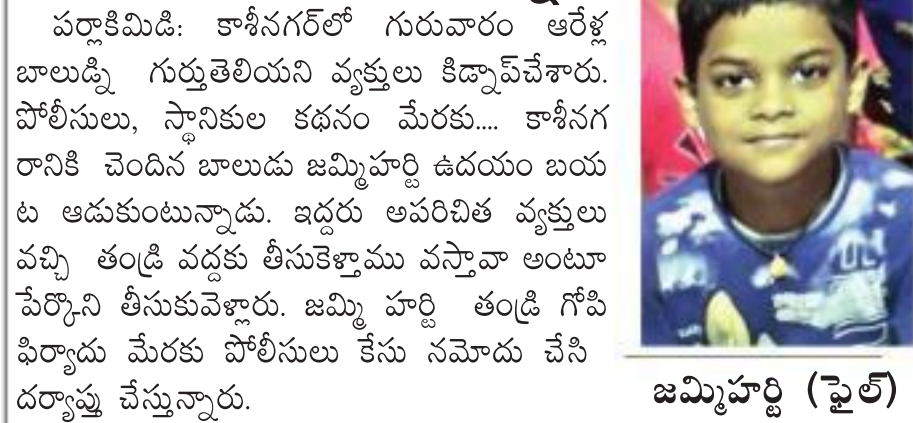 పర్లాకిమిడి: కాశీనగర్‌లో గురువారం ఆరేళ్ల
బాలుడ్ని గుర్తుతెలియని వ్యక్తులు కిడ్నాప్‌చేశారు.
పోలీసులు, స్థానికుల కథనం మేరకు.... కాశీనగ
రానికి చెందిన బాలుడు జమ్మిహర్టి ఉదయం బయ
ట ఆడుకుంటున్నాడు. ఇద్దరు అపరిచిత వ్యక్తులు
వచ్చి తండ్రి వద్దకు తీసుకెళ్తాము వస్తావా అంటూ
పేర్కొని తీసుకువెళ్లారు. జమ్మి హర్టి తండ్రి గోపి
ఫిర్యాదు మేరకు పోలీసులు కేసు నమోదు చేసి
దర్యాప్తు చేస్తున్నారు.
జమ్మిహర్టి (ఫైల్)